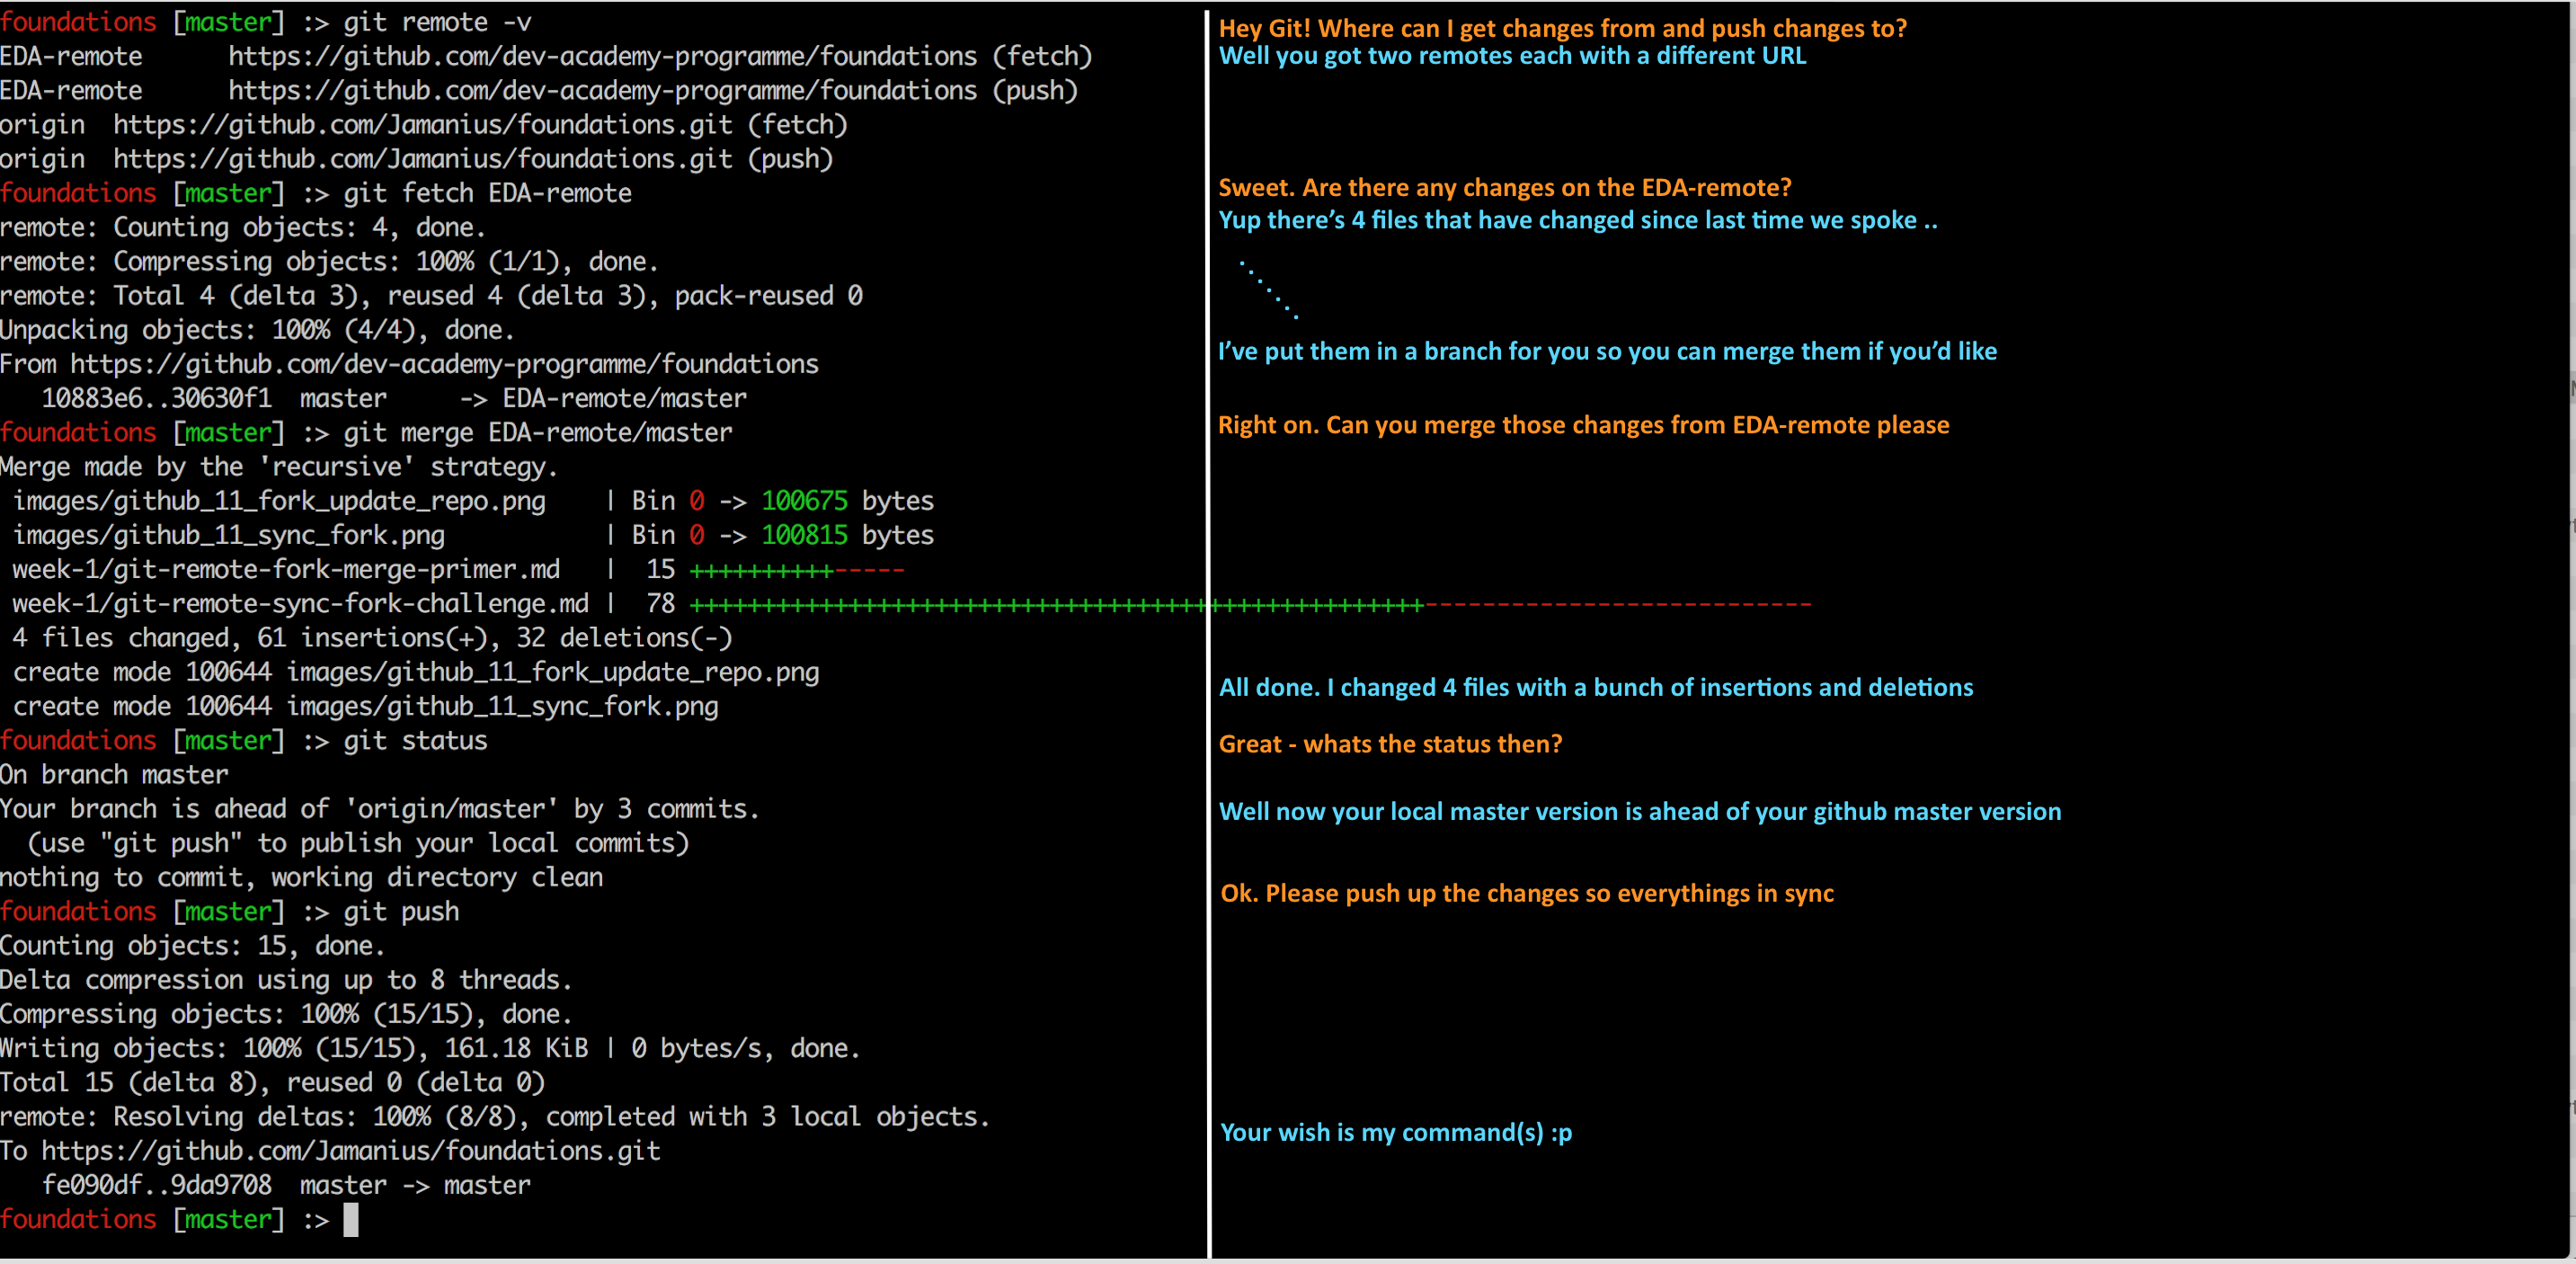 foundations [master] :> git remote -v
EDA-remote      https://github.com/dev-academy-programme/foundations (fetch)
EDA-remote      https://github.com/dev-academy-programme/foundations (push)
origin  https://github.com/Jamanius/foundations.git (fetch)
origin  https://github.com/Jamanius/foundations.git (push)
foundations [master] :> git fetch EDA-remote
remote: Counting objects: 4, done.
remote: Compressing objects: 100% (1/1), done.
remote: Total 4 (delta 3), reused 4 (delta 3), pack-reused 0
Unpacking objects: 100% (4/4), done.
From https://github.com/dev-academy-programme/foundations
   10883e6..30630f1  master     -> EDA-remote/master
foundations [master] :> git merge EDA-remote/master
Merge made by the 'recursive' strategy.
 images/github_11_fork_update_repo.png    | Bin 0 -> 100675 bytes
 images/github_11_sync_fork.png           | Bin 0 -> 100815 bytes
 week-1/git-remote-fork-merge-primer.md   |  15 ++++++++++-----
 week-1/git-remote-sync-fork-challenge.md |  78 +++++++++++++++++++++++++++++++++++++++++++++++++++---------------------------
 4 files changed, 61 insertions(+), 32 deletions(-)
 create mode 100644 images/github_11_fork_update_repo.png
 create mode 100644 images/github_11_sync_fork.png
foundations [master] :> git status
On branch master
Your branch is ahead of 'origin/master' by 3 commits.
  (use "git push" to publish your local commits)
nothing to commit, working directory clean
foundations [master] :> git push
Counting objects: 15, done.
Delta compression using up to 8 threads.
Compressing objects: 100% (15/15), done.
Writing objects: 100% (15/15), 161.18 KiB | 0 bytes/s, done.
Total 15 (delta 8), reused 0 (delta 0)
remote: Resolving deltas: 100% (8/8), completed with 3 local objects.
To https://github.com/Jamanius/foundations.git
   fe090df..9da9708  master -> master
foundations [master] :>
Hey Git! Where can I get changes from and push changes to?
Well you got two remotes each with a different URL
Sweet. Are there any changes on the EDA-remote?
Yup there's 4 files that have changed since last time we spoke ..
I've put them in a branch for you so you can merge them if you'd like
Right on. Can you merge those changes from EDA-remote please
All done. I changed 4 files with a bunch of insertions and deletions
Great - whats the status then?
Well now your local master version is ahead of your github master version
Ok. Please push up the changes so everythings in sync
Your wish is my command(s) :p